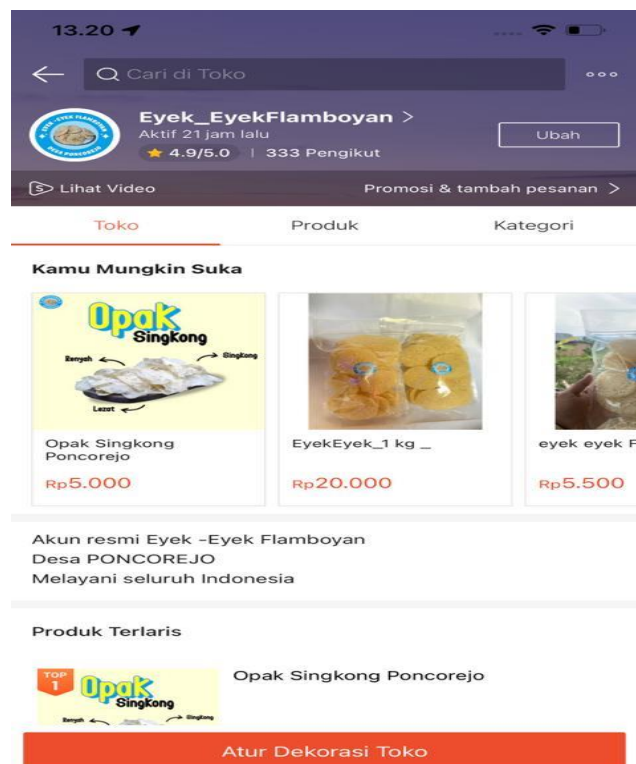 13.20
Cari di Toko
Eyek_EyekFlamboyan >
Aktif 21 jam lalu
4.9/5.0 | 333 Pengikut
Ubah
Lihat Video
Promosi & tambah pesanan >
Toko Produk Kategori
Kamu Mungkin Suka
Opak
Singkong
Renyah
Singkong
Lezat
Opak Singkong
Poncorejo
Rp5.000
EyekEyek_1 kg _
Rp20.000
eyek eyek F
Rp5.500
Akun resmi Eyek -Eyek Flamboyan
Desa PONCOREJO
Melayani seluruh Indonesia
Produk Terlaris
TOP
1
Opak
Singkong
Renyah
Singkong
Opak Singkong Poncorejo
Atur Dekorasi Toko